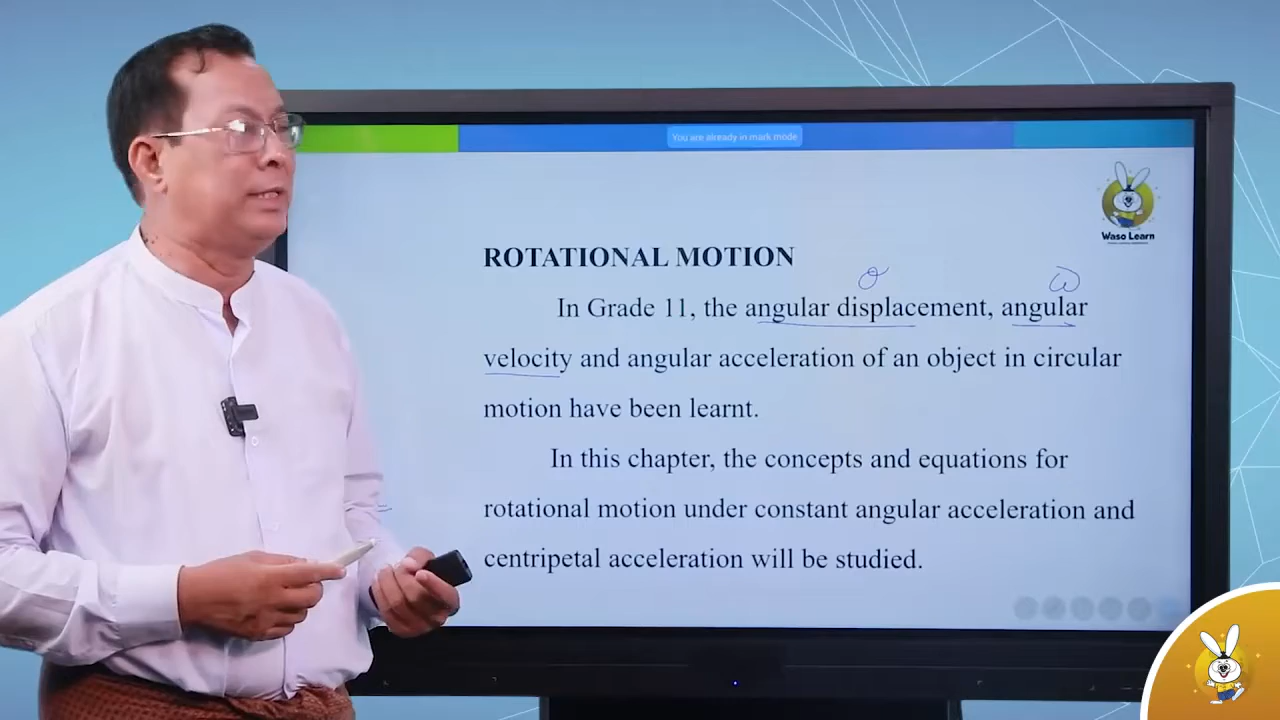 You are already in mark mode
Waso Learn
ROTATIONAL MOTION
θ ω
In Grade 11, the angular displacement, angular
velocity and angular acceleration of an object in circular
motion have been learnt.
In this chapter, the concepts and equations for
rotational motion under constant angular acceleration and
centripetal acceleration will be studied.